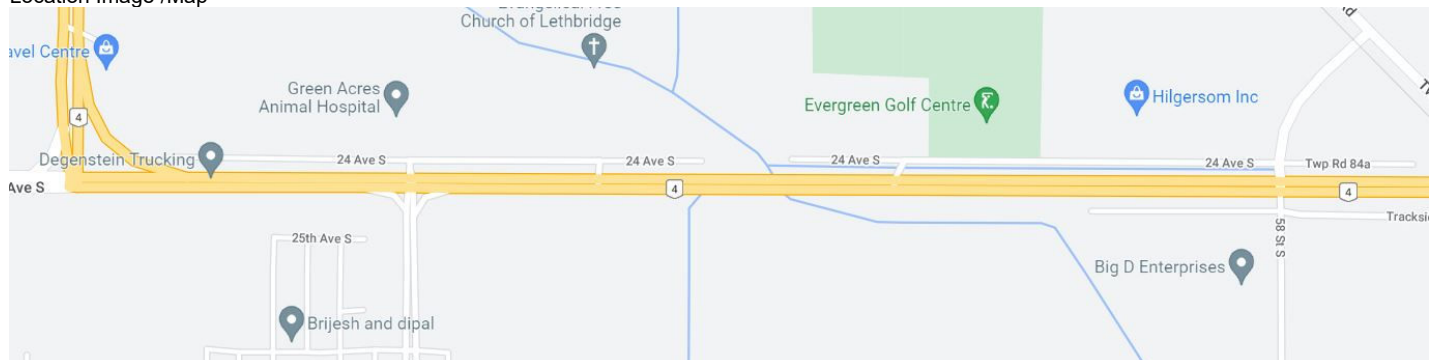 Location Image /Map
Church of Lethbridge
avel Centre
Green Acres
Animal Hospital
4
Evergreen Golf Centre
Hilgersom Inc
Degenstein Trucking
24 Ave S
24 Ave S
24 Ave S
24 Ave S
Twp Rd 84a
Ave S
4
4
Tracksi
25th Ave S
58 St S
Big D Enterprises
Brijesh and dipal